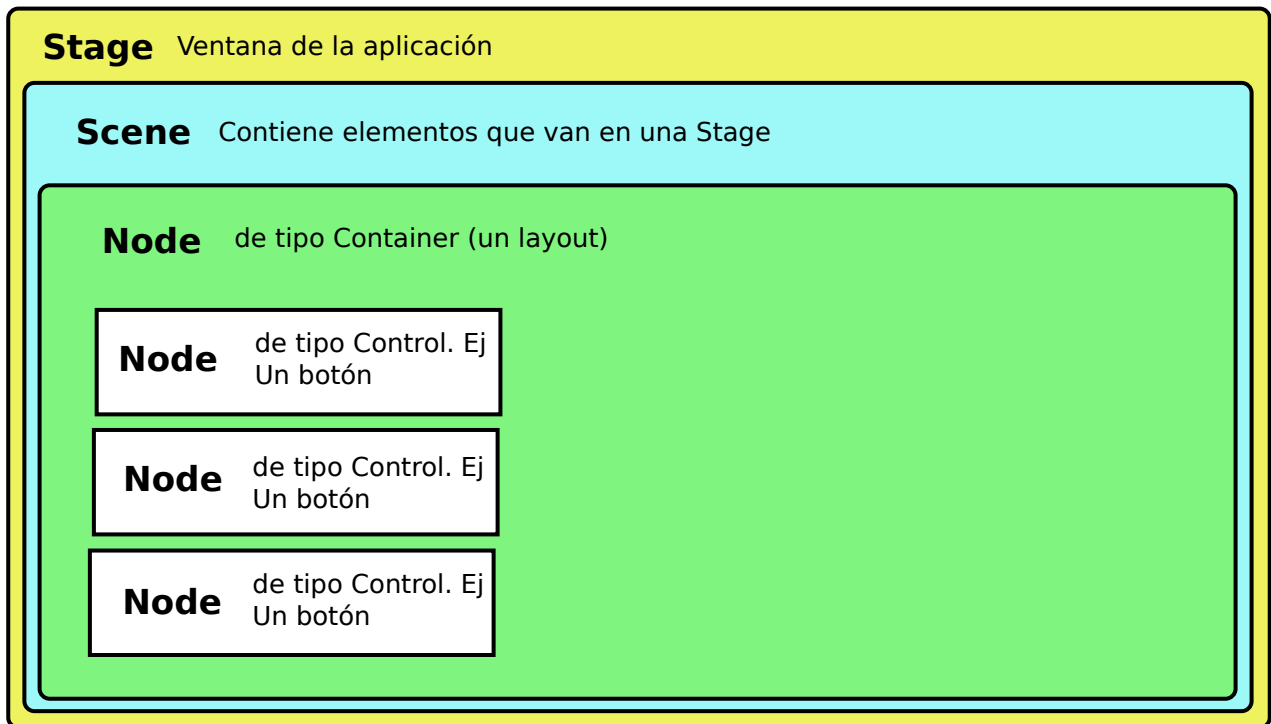 Stage Ventana de la aplicación
Scene Contiene elementos que van en una Stage
Node de tipo Container (un layout)
Node de tipo Control. Ej
Un botón
Node de tipo Control. Ej
Un botón
Node de tipo Control. Ej
Un botón